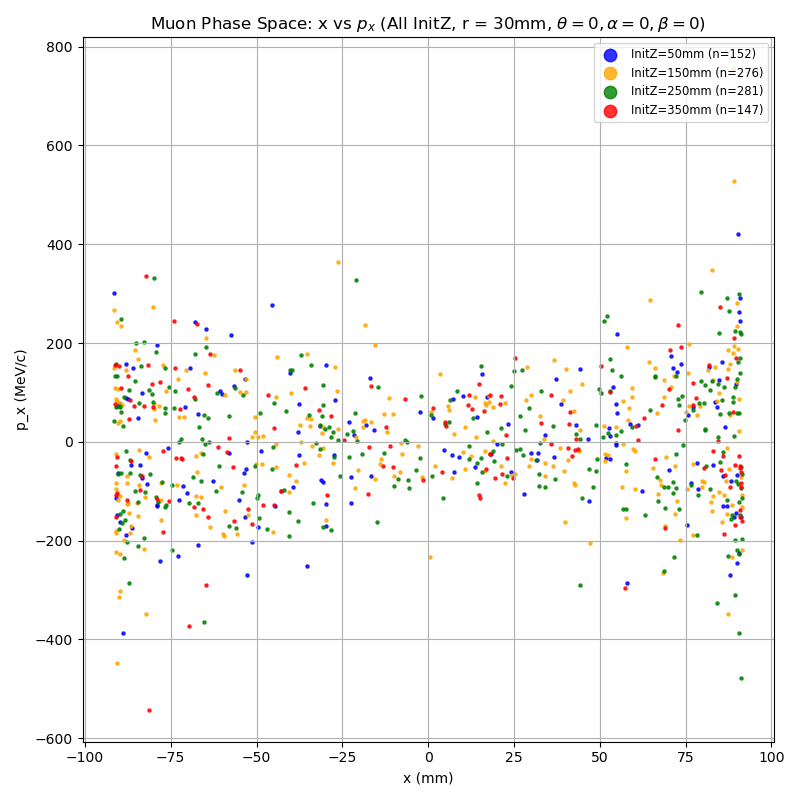 Muon Phase Space: x vs $p_x$ (All InitZ, r = 30mm, θ = 0, α = 0, β = 0)
InitZ=50mm (n=152)
InitZ=150mm (n=276)
InitZ=250mm (n=281)
InitZ=350mm (n=147)
p_x (MeV/c)
800
600
400
200
0
−200
−400
−600
−100 −75 −50 −25 0 25 50 75 100
x (mm)